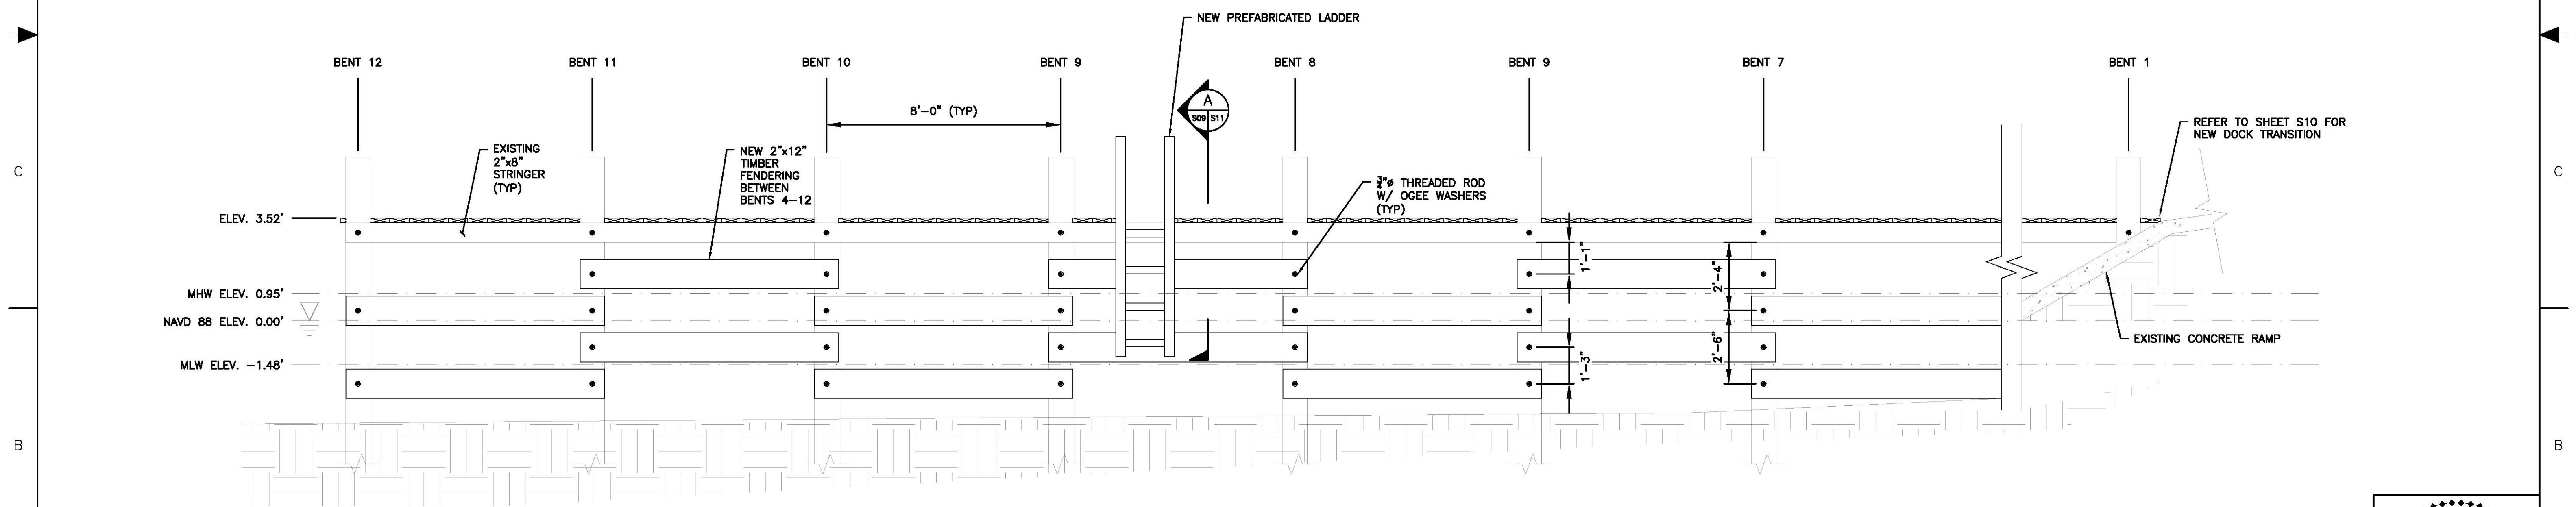 NEW PREFABRICATED LADDER
BENT 12
BENT 11
BENT 10
BENT 9
BENT 8
BENT 9
BENT 7
BENT 1
8'-0" (TYP)
A
S09 S11
REFER TO SHEET S10 FOR
NEW DOCK TRANSITION
EXISTING
2"x8"
STRINGER
(TYP)
NEW 2"x12"
TIMBER
FENDERING
BETWEEN
BENTS 4-12
¾"ø THREADED ROD
W/ OGEE WASHERS
(TYP)
C
C
ELEV. 3.52'
1'-1"
2'-4"
MHW ELEV. 0.95'
NAVD 88 ELEV. 0.00'
MLW ELEV. -1.48'
1'-3"
2'-6"
EXISTING CONCRETE RAMP
B
B